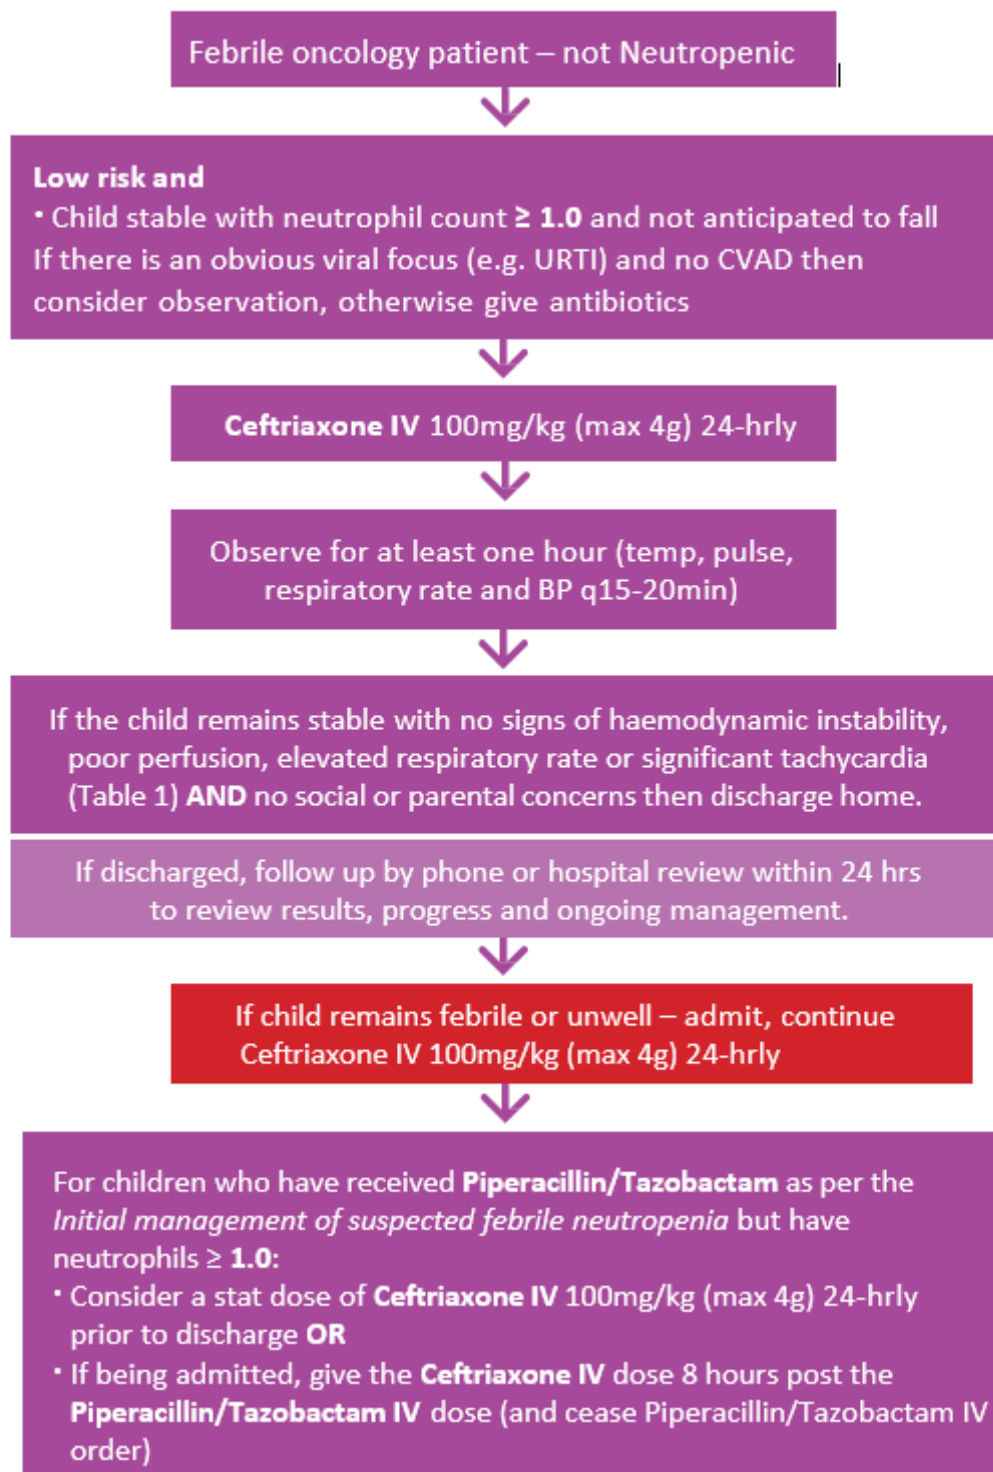 Febrile oncology patient – not Neutropenic
Low risk and
• Child stable with neutrophil count ≥ 1.0 and not anticipated to fall
If there is an obvious viral focus (e.g. URTI) and no CVAD then
consider observation, otherwise give antibiotics
Ceftriaxone IV 100mg/kg (max 4g) 24-hrly
Observe for at least one hour (temp, pulse,
respiratory rate and BP q15-20min)
If the child remains stable with no signs of haemodynamic instability,
poor perfusion, elevated respiratory rate or significant tachycardia
(Table 1) AND no social or parental concerns then discharge home.
If discharged, follow up by phone or hospital review within 24 hrs
to review results, progress and ongoing management.
If child remains febrile or unwell – admit, continue
Ceftriaxone IV 100mg/kg (max 4g) 24-hrly
For children who have received Piperacillin/Tazobactam as per the
Initial management of suspected febrile neutropenia but have
neutrophils ≥ 1.0:
• Consider a stat dose of Ceftriaxone IV 100mg/kg (max 4g) 24-hrly
prior to discharge OR
• If being admitted, give the Ceftriaxone IV dose 8 hours post the
Piperacillin/Tazobactam IV dose (and cease Piperacillin/Tazobactam IV
order)